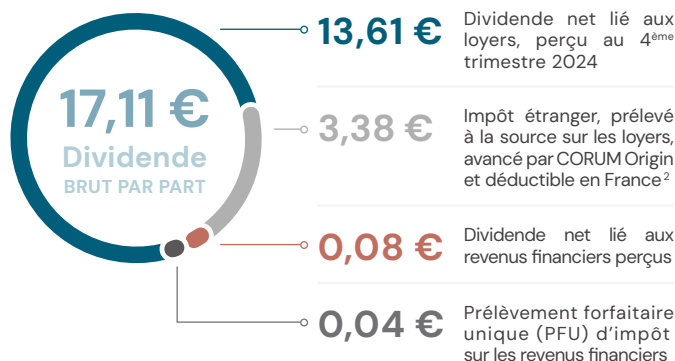 17,11 €
Dividende
BRUT PAR PART
13,61 €
Dividende net lié aux
loyers, perçu au 4ème
trimestre 2024
3,38 €
Impôt étranger, prélevé
à la source sur les loyers,
avancé par CORUM Origin
et déductible en France²
0,08 €
Dividende net lié aux
revenus financiers perçus
0,04 €
Prélèvement forfaitaire
unique (PFU) d’impôt
sur les revenus financiers